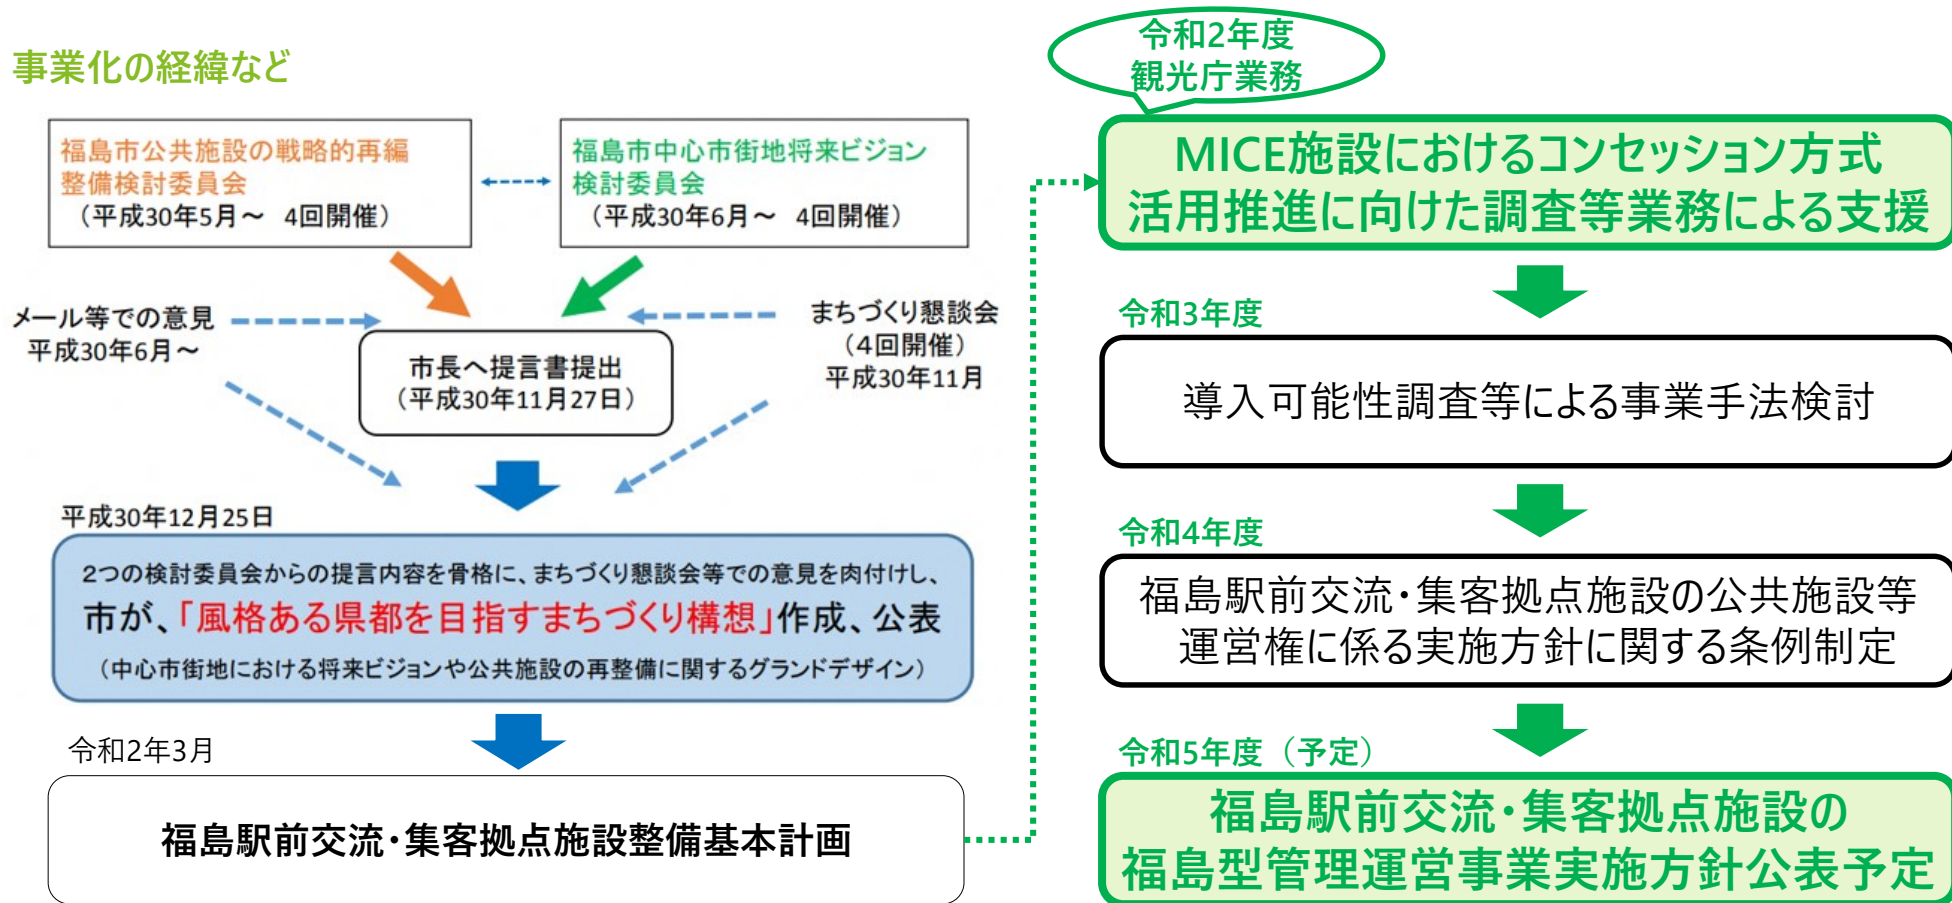 事業化の経緯など
福島市公共施設の戦略的再編
整備検討委員会
（平成30年5月～ 4回開催）
福島市中心市街地将来ビジョン
検討委員会
（平成30年6月～ 4回開催）
メール等での意見
平成30年6月～
まちづくり懇談会
（4回開催）
平成30年11月
市長へ提言書提出
（平成30年11月27日）
平成30年12月25日
2つの検討委員会からの提言内容を骨格に、まちづくり懇談会等での意見を肉付けし、
市が、「風格ある県都を目指すまちづくり構想」作成、公表
（中心市街地における将来ビジョンや公共施設の再整備に関するグランドデザイン）
令和2年3月
福島駅前交流・集客拠点施設整備基本計画
令和2年度
観光庁業務
MICE施設におけるコンセッション方式
活用推進に向けた調査等業務による支援
令和3年度
導入可能性調査等による事業手法検討
令和4年度
福島駅前交流・集客拠点施設の公共施設等
運営権に係る実施方針に関する条例制定
令和5年度（予定）
福島駅前交流・集客拠点施設の
福島型管理運営事業実施方針公表予定